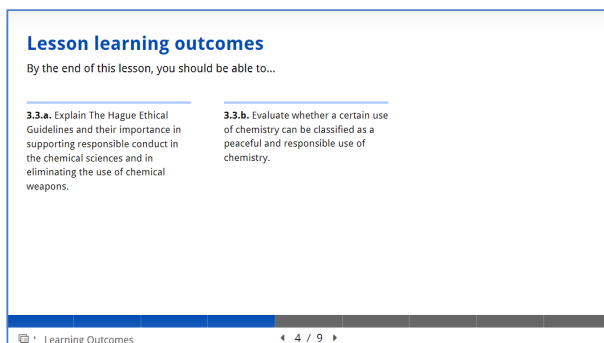 Lesson learning outcomes
By the end of this lesson, you should be able to...
3.3.a. Explain The Hague Ethical
Guidelines and their importance in
supporting responsible conduct in
the chemical sciences and in
eliminating the use of chemical
weapons.
3.3.b. Evaluate whether a certain use
of chemistry can be classified as a
peaceful and responsible use of
chemistry.
Learning Outcomes
4 / 9